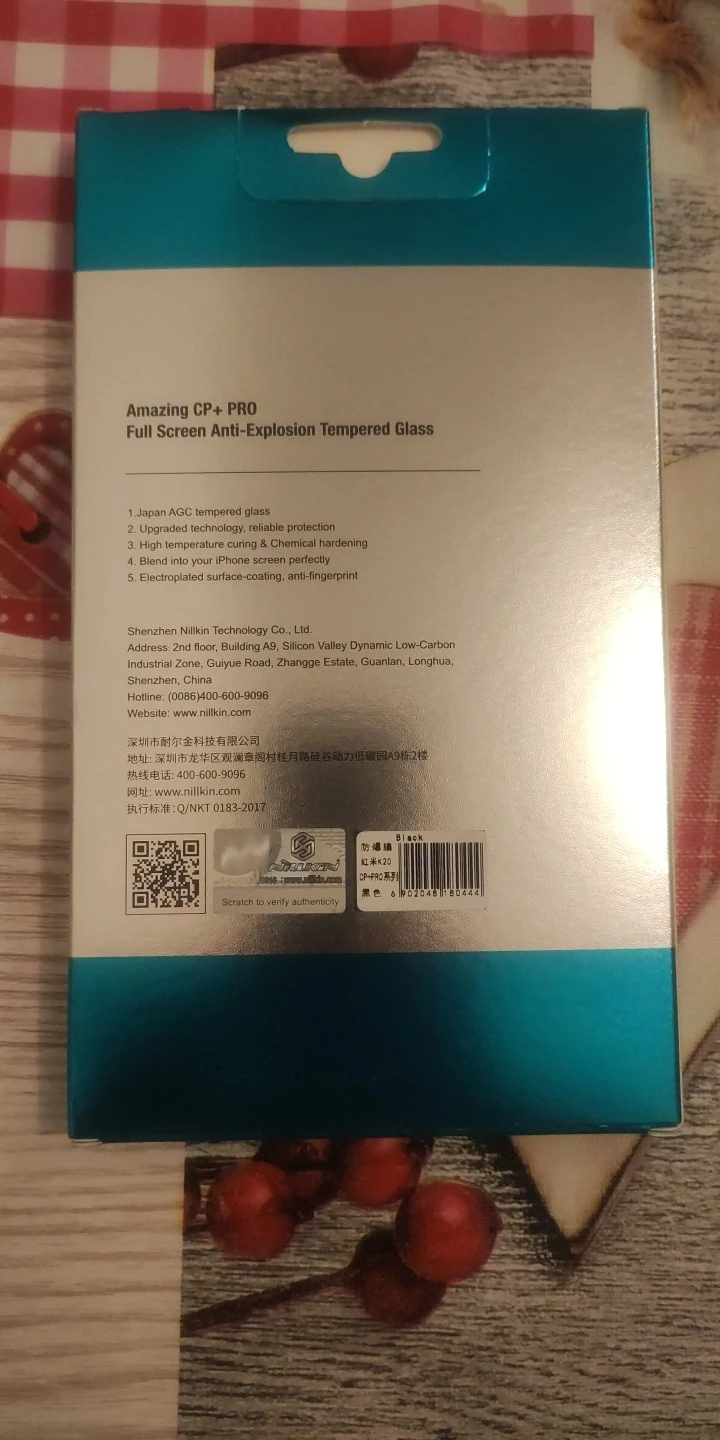 Amazing CP+ PRO
Full Screen Anti-Explosion Tempered Glass
1.Japan AGC tempered glass
2. Upgraded technology, reliable protection
3. High temperature curing & Chemical hardening
4. Blend into your iPhone screen perfectly
5. Electroplated surface-coating, anti-fingerprint
Shenzhen Nillkin Technology Co., Ltd.
Address: 2nd floor, Building A9, Silicon Valley Dynamic Low-Carbon
Industrial Zone, Guiyue Road, Zhangge Estate, Guanlan, Longhua,
Shenzhen, China
Hotline: (0086)400-600-9096
Website: www.nillkin.com
深圳市耐尔金科技有限公司
地址: 深圳市龙华区观澜章阁村桂月路硅谷动力低碳园A9栋2楼
热线电话: 400-600-9096
网址: www.nillkin.com
执行标准:Q/NKT 0183-2017
NILLKIN
www.nillkin.com
Scratch to verify authenticity
Black
防爆膜
红米K20
CP+PRO系列
黑色 6 902048 180444